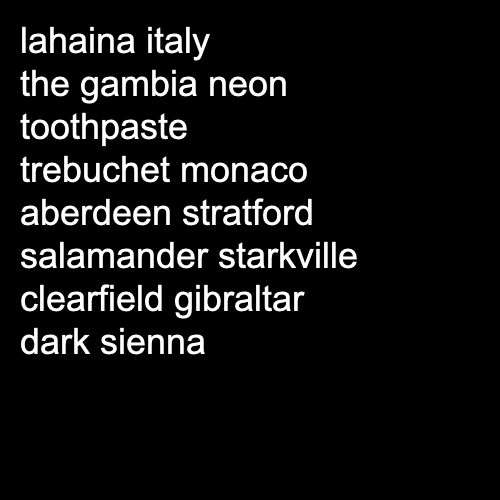 lahaina italy
the gambia neon
toothpaste
trebuchet monaco
aberdeen stratford
salamander starkville
clearfield gibraltar
dark sienna